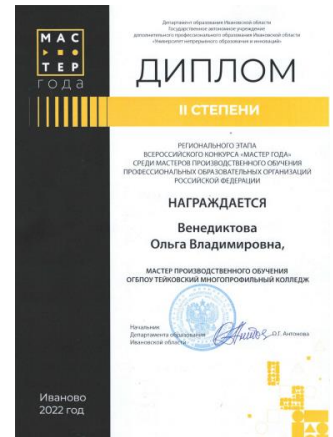 Департамент образования Ивановской области
Государственное автономное учреждение
дополнительного профессионального образования Ивановской области
«Университет непрерывного образования и инноваций»
МАС
ТЕР
года
ДИПЛОМ
II СТЕПЕНИ
РЕГИОНАЛЬНОГО ЭТАПА
ВСЕРОССИЙСКОГО КОНКУРСА «МАСТЕР ГОДА»
СРЕДИ МАСТЕРОВ ПРОИЗВОДСТВЕННОГО ОБУЧЕНИЯ
ПРОФЕССИОНАЛЬНЫХ ОБРАЗОВАТЕЛЬНЫХ ОРГАНИЗАЦИЙ
РОССИЙСКОЙ ФЕДЕРАЦИИ
НАГРАЖДАЕТСЯ
Венедиктова
Ольга Владимировна,
МАСТЕР ПРОИЗВОДСТВЕННОГО ОБУЧЕНИЯ
ОГБПОУ ТЕЙКОВСКИЙ МНОГОПРОФИЛЬНЫЙ КОЛЛЕДЖ
Начальник
Департамента образования
Ивановской области
О.Г. Антонова
Иваново
2022 год